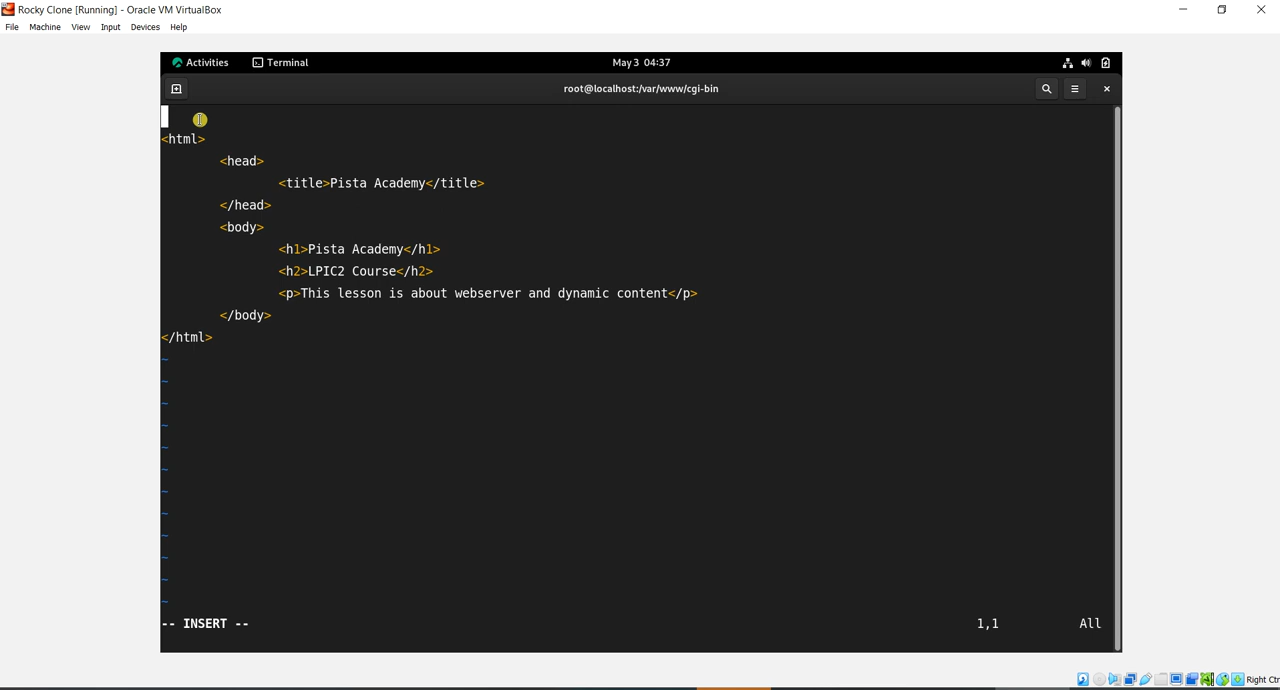 Rocky Clone [Running] - Oracle VM VirtualBox
File Machine View Input Devices Help
Activities Terminal May 3 04:37
root@localhost:/var/www/cgi-bin
<html>
<head>
<title>Pista Academy</title>
</head>
<body>
<h1>Pista Academy</h1>
<h2>LPIC2 Course</h2>
<p>This lesson is about webserver and dynamic content</p>
</body>
</html>
~
~
~
~
~
~
~
~
~
~
~
~
-- INSERT -- 1,1 All
Right Ctr